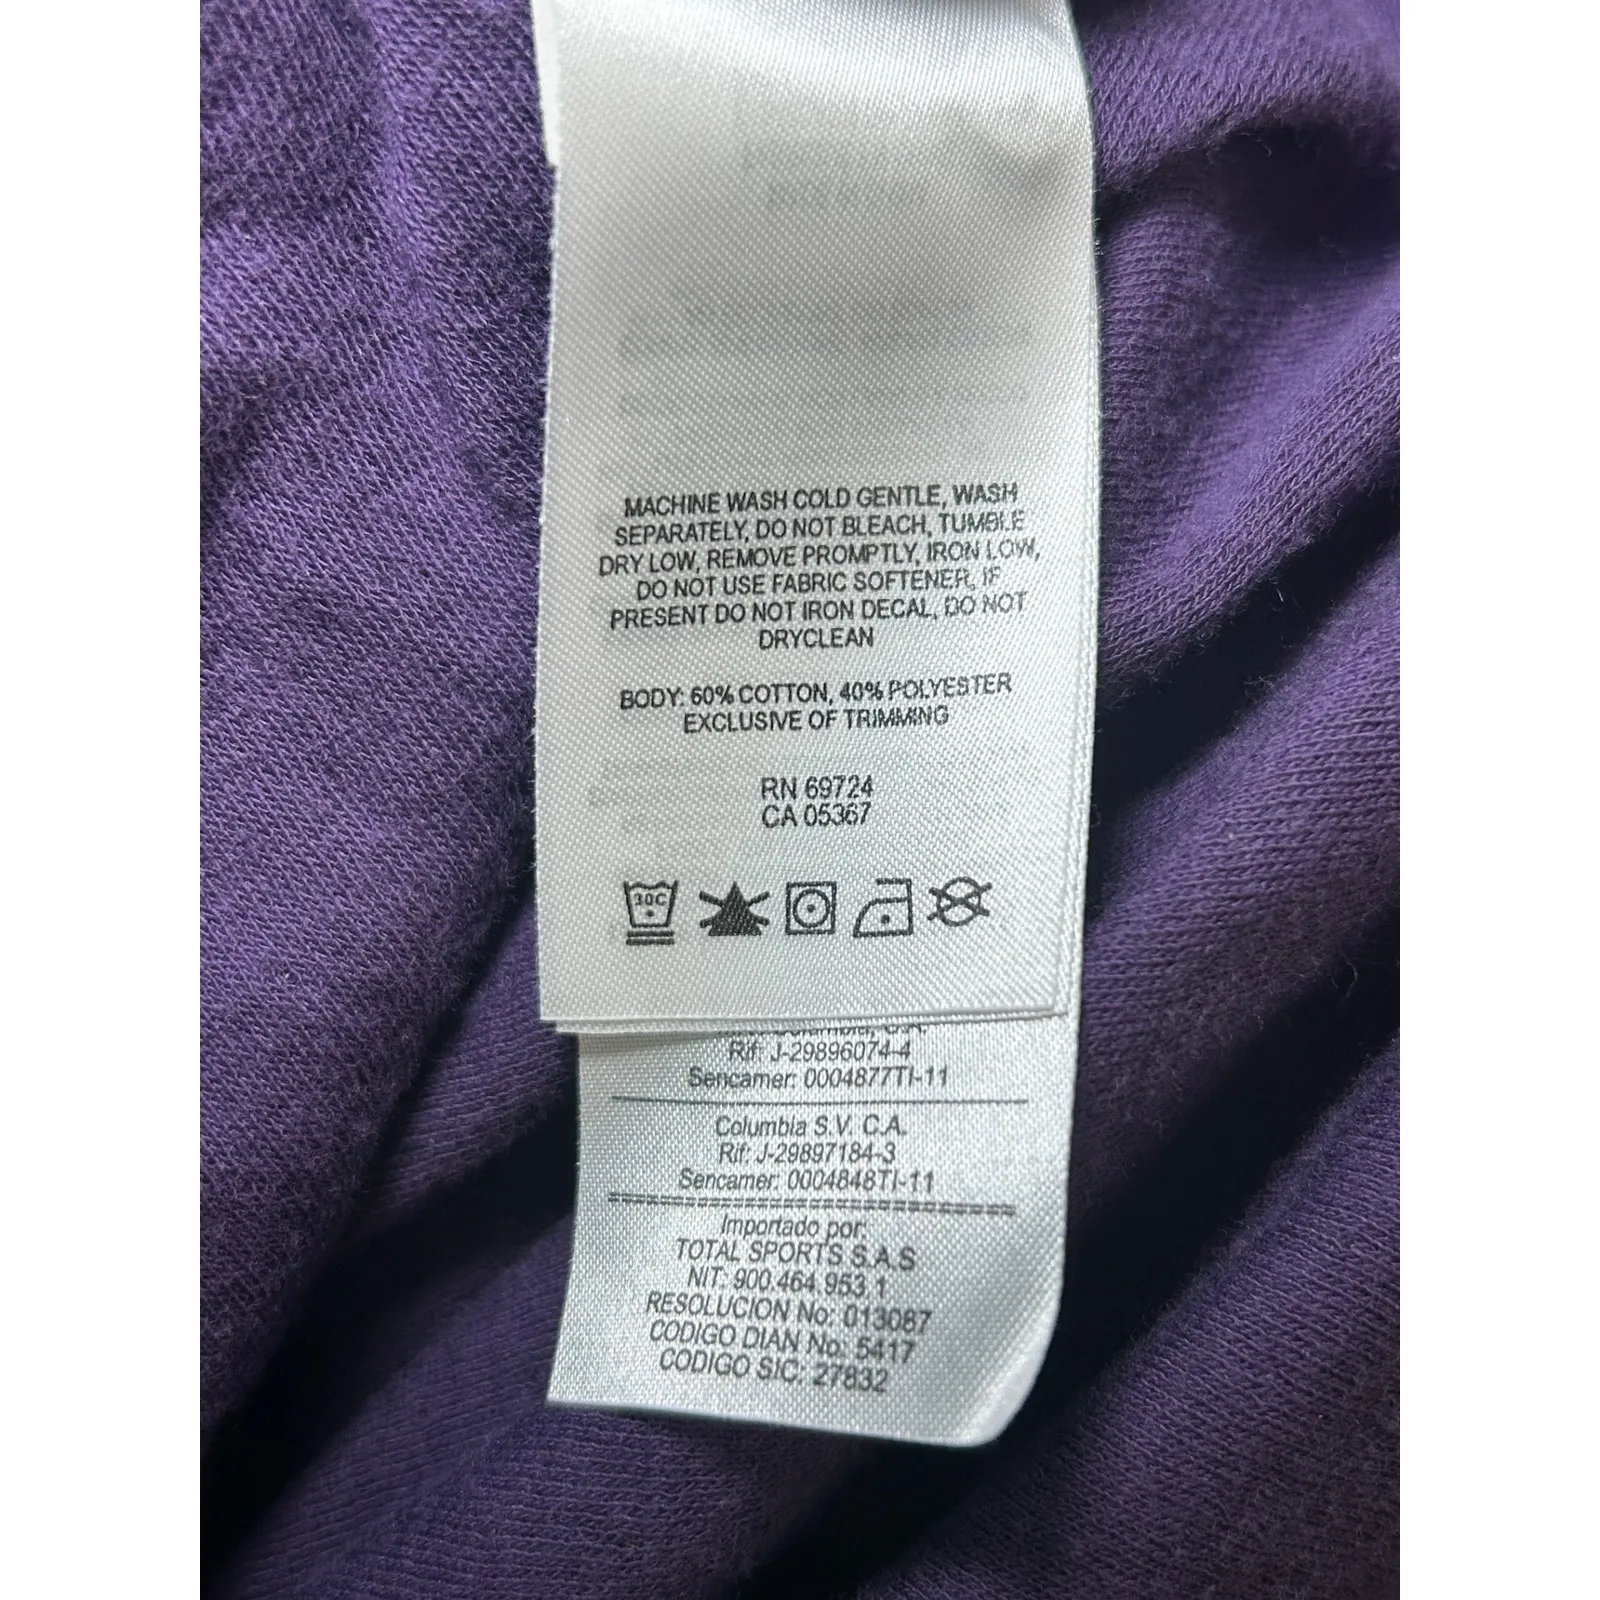 MACHINE WASH COLD GENTLE, WASH
SEPARATELY, DO NOT BLEACH, TUMBLE
DRY LOW, REMOVE PROMPTLY, IRON LOW,
DO NOT USE FABRIC SOFTENER, IF
PRESENT DO NOT IRON DECAL, DO NOT
DRYCLEAN
BODY: 60% COTTON, 40% POLYESTER
EXCLUSIVE OF TRIMMING
RN 69724
CA 05367
30C
Rif: J-29896074-4
Sencamer: 0004877TI-11
Columbia S.V. C.A.
Rif: J-29897184-3
Sencamer: 0004848TI-11
Importado por:
TOTAL SPORTS S.A.S
NIT: 900.464.953.1
RESOLUCION No: 013087
CODIGO DIAN No: 5417
CODIGO SIC: 27832